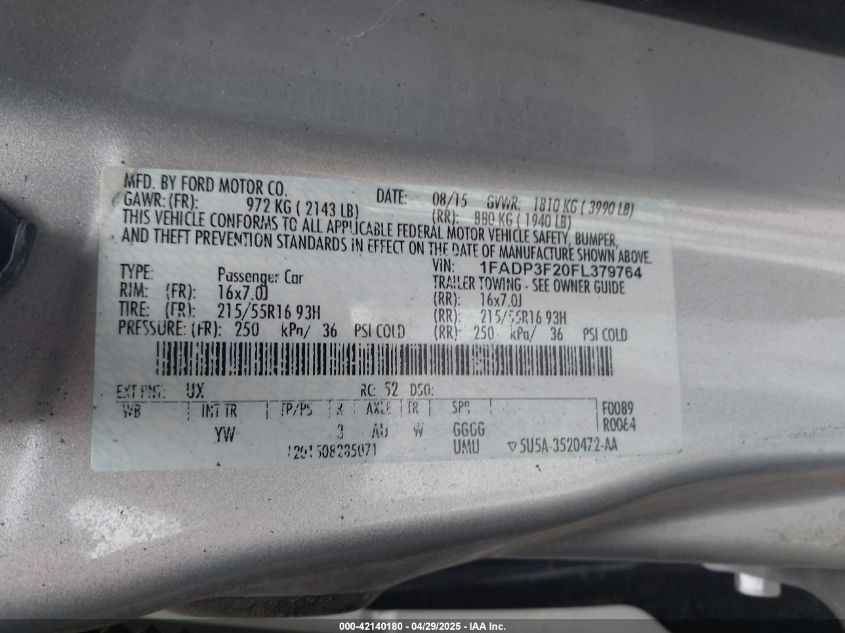 MFD. BY FORD MOTOR CO. DATE: 08/15 GVWR: 1810 KG ( 3990 LB)
GAWR: (FR): 972 KG ( 2143 LB) (RR): 880 KG ( 1940 LB)
THIS VEHICLE CONFORMS TO ALL APPLICABLE FEDERAL MOTOR VEHICLE SAFETY, BUMPER,
AND THEFT PREVENTION STANDARDS IN EFFECT ON THE DATE OF MANUFACTURE SHOWN ABOVE.
VIN: 1FADP3F20FL379764
TYPE: Passenger Car TRAILER TOWING - SEE OWNER GUIDE
RIM: (FR): 16x7.0J (RR): 16x7.0J
TIRE: (FR): 215/55R16 93H (RR): 215/55R16 93H
PRESSURE: (FR): 250 kPa/ 36 PSI COLD (RR): 250 kPa/ 36 PSI COLD
EXT PNT: UX RC: 52 DSO:
WB INT TR TP/PS R AXLE TR SPR F0089
YW 3 AU W GGGG R0064
UMU 5U5A-3520472-AA
000-42140180 - 04/29/2025 - IAA Inc.